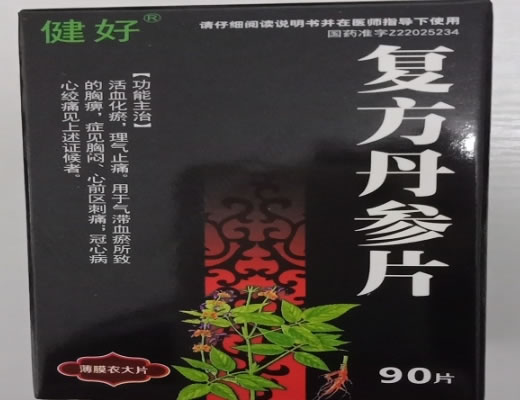 健好®
请仔细阅读说明书并在医师指导下使用
国药准字Z22025234
复方丹参片
【功能主治】
活血化瘀，理气止痛。用于气滞血瘀所致
的胸痹，症见胸闷、心前区刺痛；冠心病
心绞痛见上述证候者。
薄膜衣大片
90片